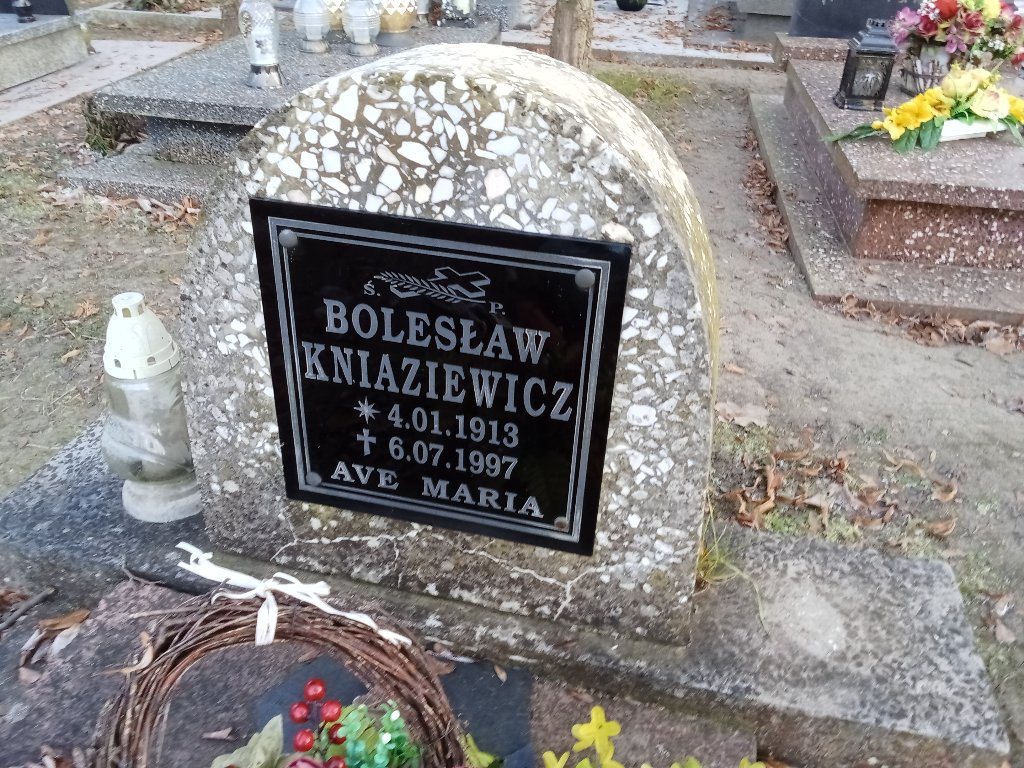 Ś. P.
BOLESŁAW
KNIAZIEWICZ
4.01.1913
6.07.1997
AVE MARIA